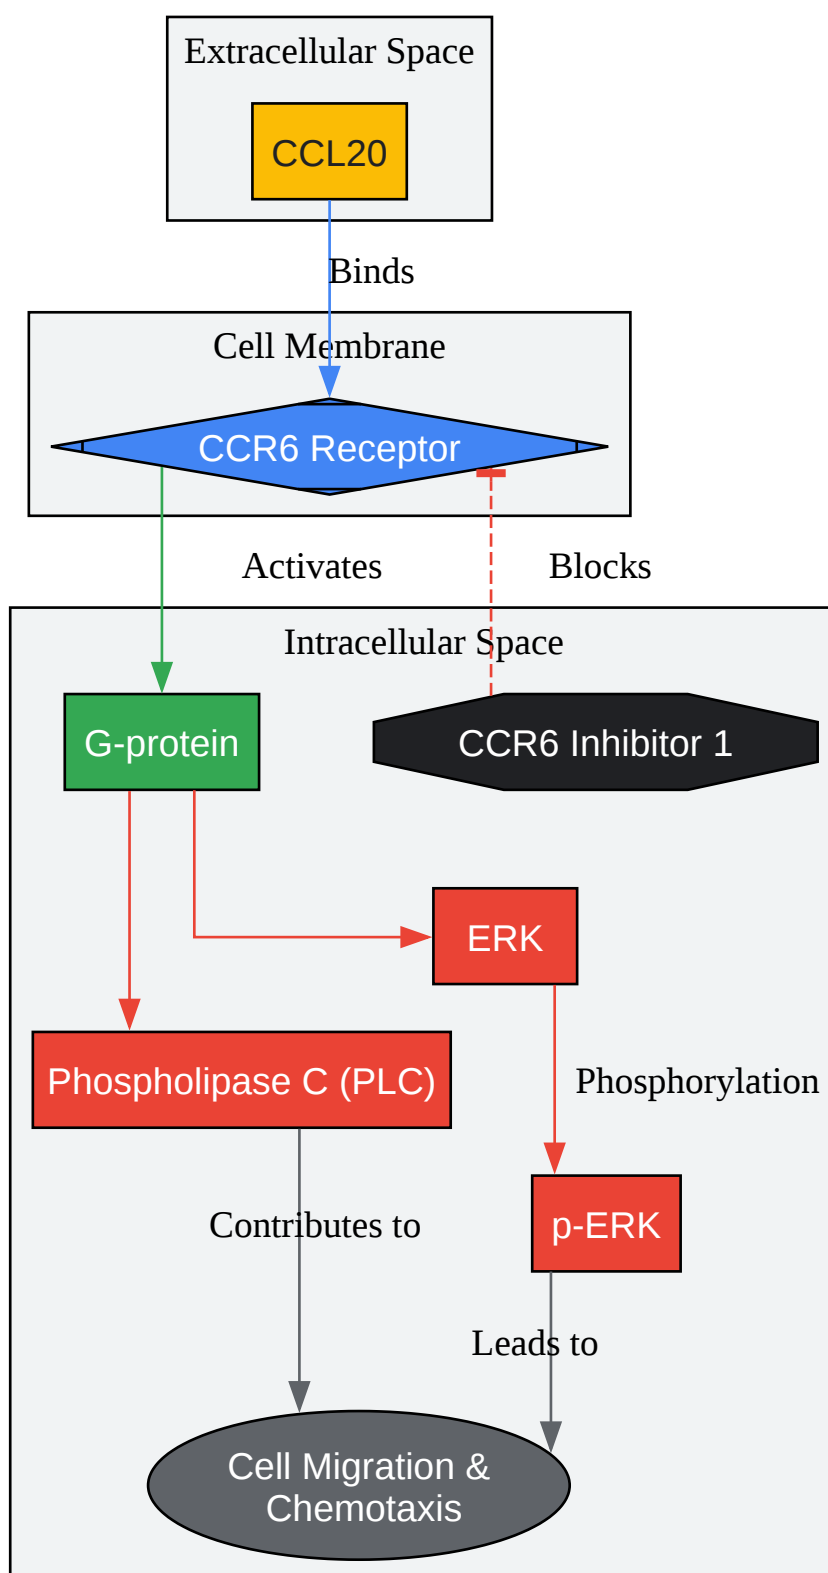 Extracellular Space
CCL20
Binds
Cell Membrane
CCR6 Receptor
Activates
Blocks
Intracellular Space
G-protein
CCR6 Inhibitor 1
ERK
Phospholipase C (PLC)
Phosphorylation
Contributes to
p-ERK
Leads to
Cell Migration &
Chemotaxis